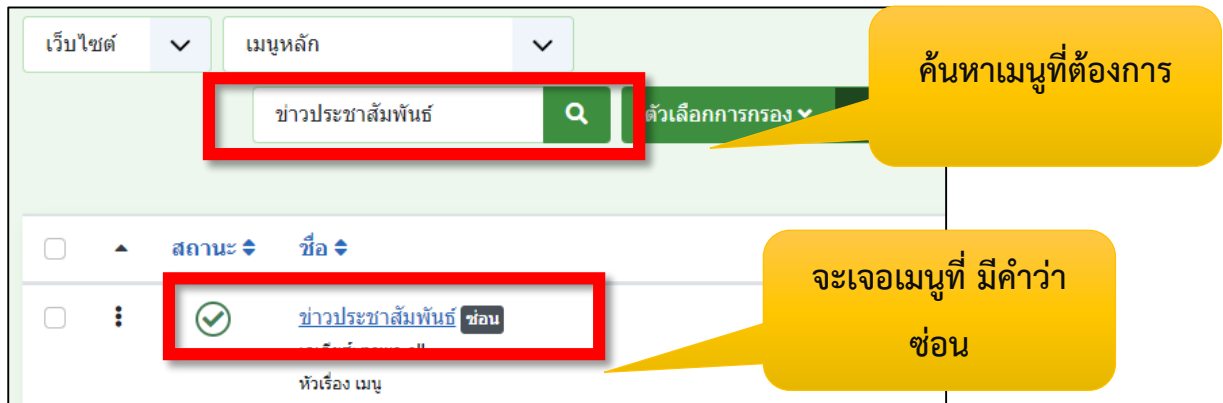 เว็บไซต์
เมนูหลัก
ค้นหาเมนูที่ต้องการ
ข่าวประชาสัมพันธ์
ตัวเลือกการกรอง
สถานะ
ชื่อ
จะเจอเมนูที่ มีคำว่า
ซ่อน
ข่าวประชาสัมพันธ์ ซ่อน
หัวเรื่อง เมนู